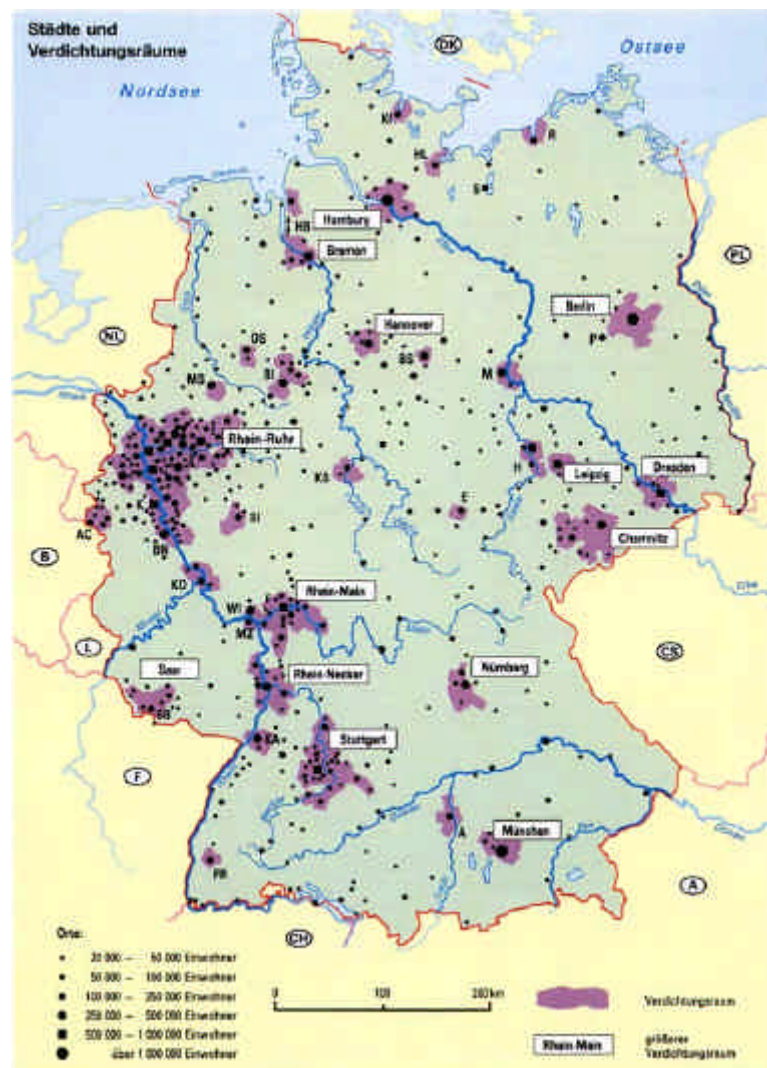 Städte und
Verdichtungsräume
DK
Ostsee
Nordsee
KI
R
HL
S
Hamburg
HB
Bremen
PL
Berlin
NL
Hannover
OS
P
BS
MS
BI
M
Rhein-Ruhr
H
KS
Leipzig
Dresden
K
E
SI
AC
BN
Chemnitz
B
KO
Rhein-Main
WI
F
MZ
L
CS
Saar
Rhein-Neckar
Nürnberg
SB
KA
Stuttgart
F
A
München
FR
A
CH
Orte:
20 000 – 50 000 Einwohner
50 000 – 100 000 Einwohner
100 000 – 250 000 Einwohner
250 000 – 500 000 Einwohner
500 000 – 1 000 000 Einwohner
über 1 000 000 Einwohner
0 100 200 km
Verdichtungsraum
Rhein-Main
größerer
Verdichtungsraum